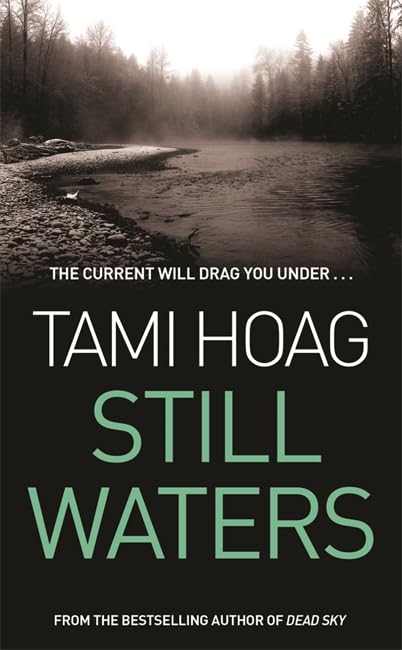 THE CURRENT WILL DRAG YOU UNDER . . .
TAMI HOAG
STILL
WATERS
FROM THE BESTSELLING AUTHOR OF DEAD SKY